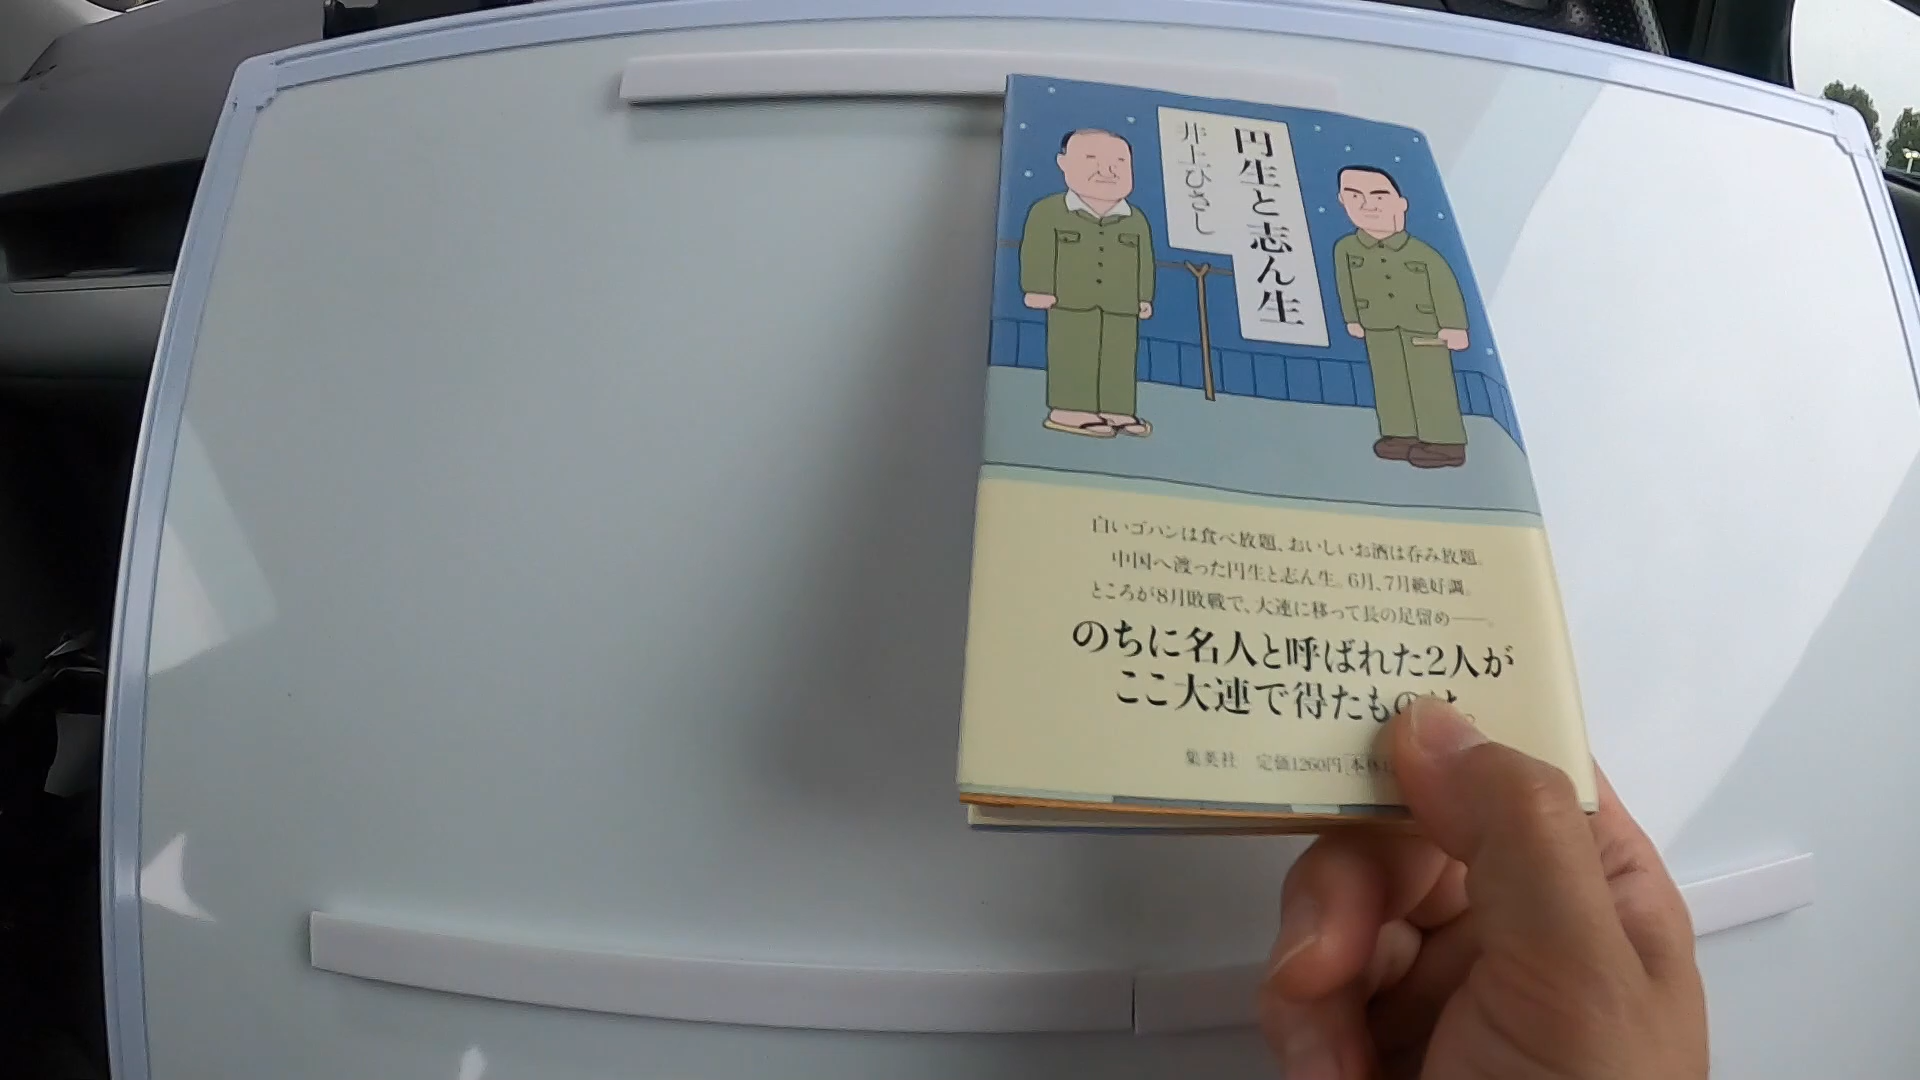 円生と志ん生
井上ひさし
白いゴハンは食べ放題、おいしいお酒は呑み放題。
中国へ渡った円生と志ん生。6月、7月絶好調。
ところが8月敗戦で、大連に移って長の足留め――。
のちに名人と呼ばれた2人が
ここ大連で得たものは。
集英社 定価1260円 本体